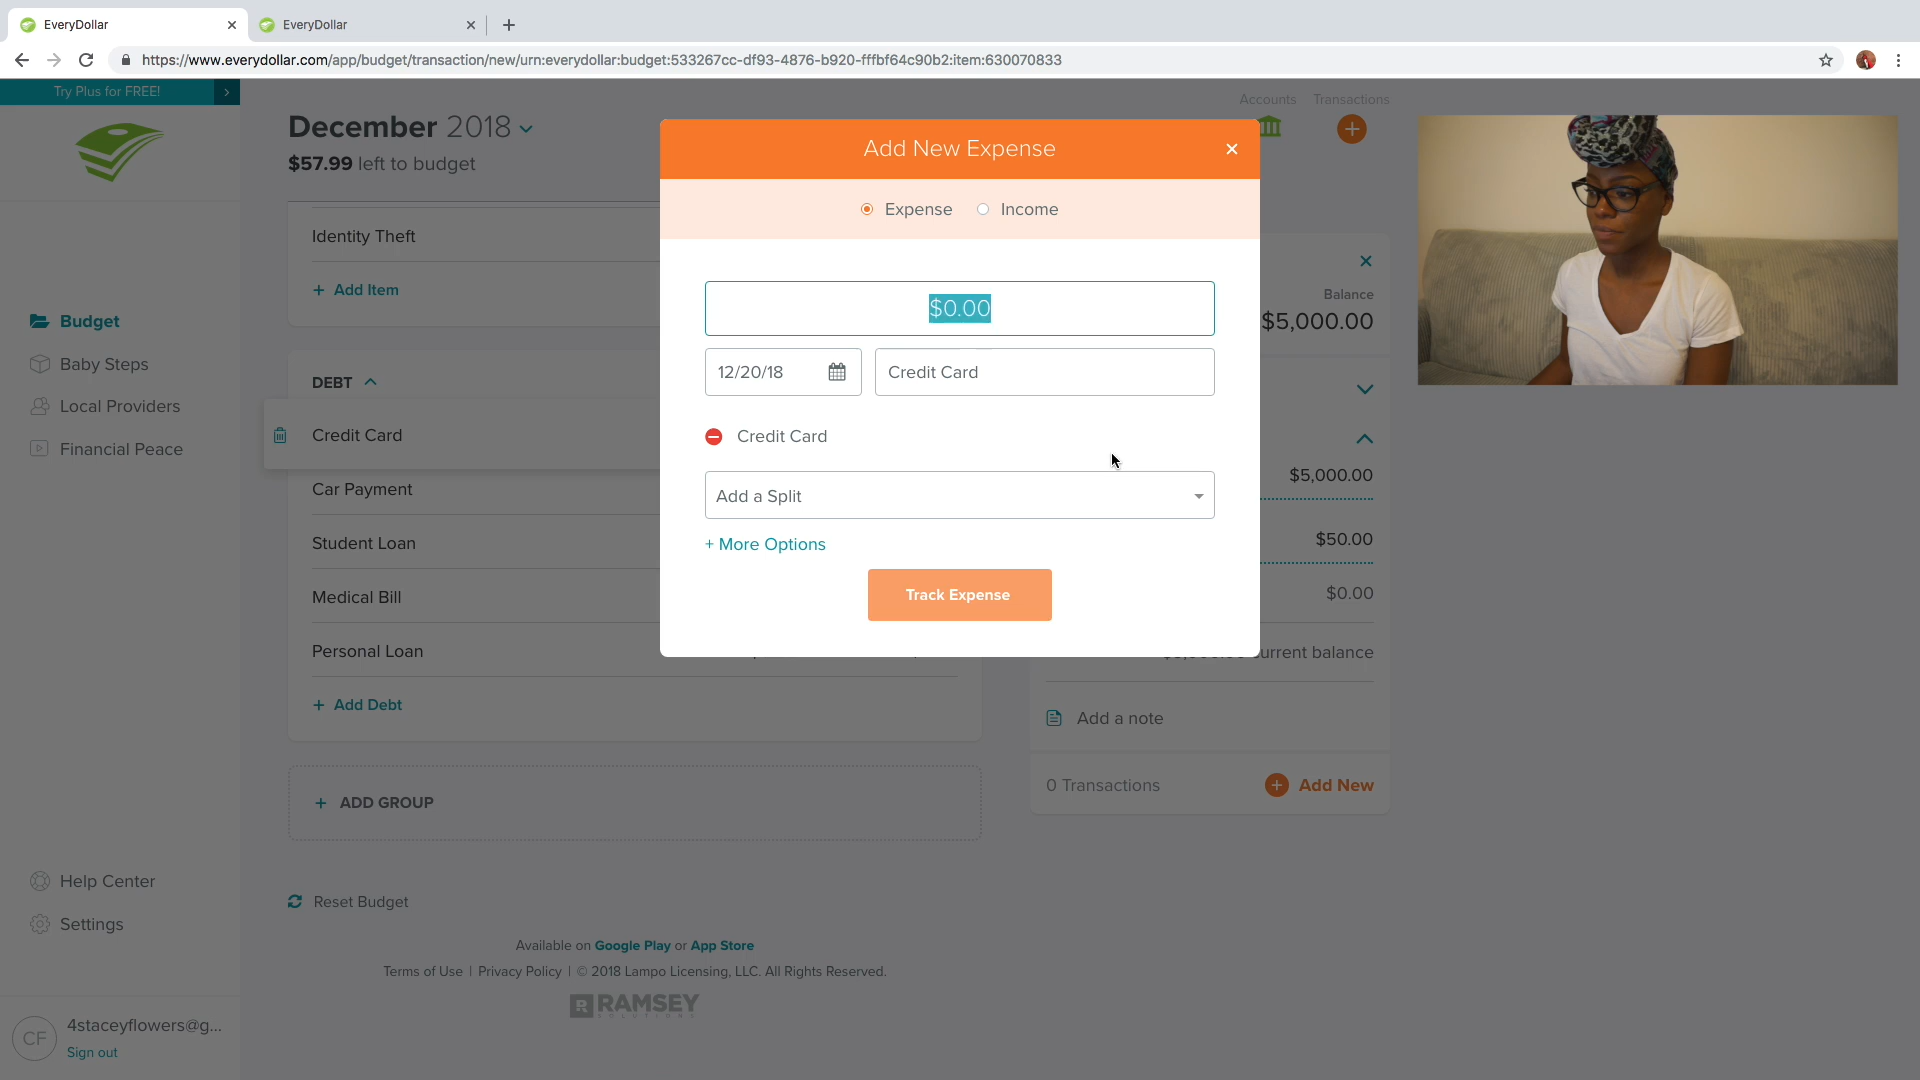 EveryDollar
EveryDollar
https://www.everydollar.com/app/budget/transaction/new/urn:everydollar:budget:533267cc-df93-4876-b920-fffbf64c90b2:item:630070833
Try Plus for FREE!
Budget
Baby Steps
Local Providers
Financial Peace
Help Center
Settings
CF
4staceyflowers@g...
Sign out
December 2018
$57.99 left to budget
Accounts
Transactions
Identity Theft
+ Add Item
DEBT
Credit Card
Car Payment
Student Loan
Medical Bill
Personal Loan
+ Add Debt
+ ADD GROUP
Reset Budget
Available on Google Play or App Store
Terms of Use | Privacy Policy | © 2018 Lampo Licensing, LLC. All Rights Reserved.
RAMSEY
SOLUTIONS
Add New Expense
Expense
Income
$0.00
12/20/18
Credit Card
Credit Card
Add a Split
+ More Options
Track Expense
Balance
$5,000.00
$5,000.00
$50.00
$0.00
current balance
Add a note
0 Transactions
Add New